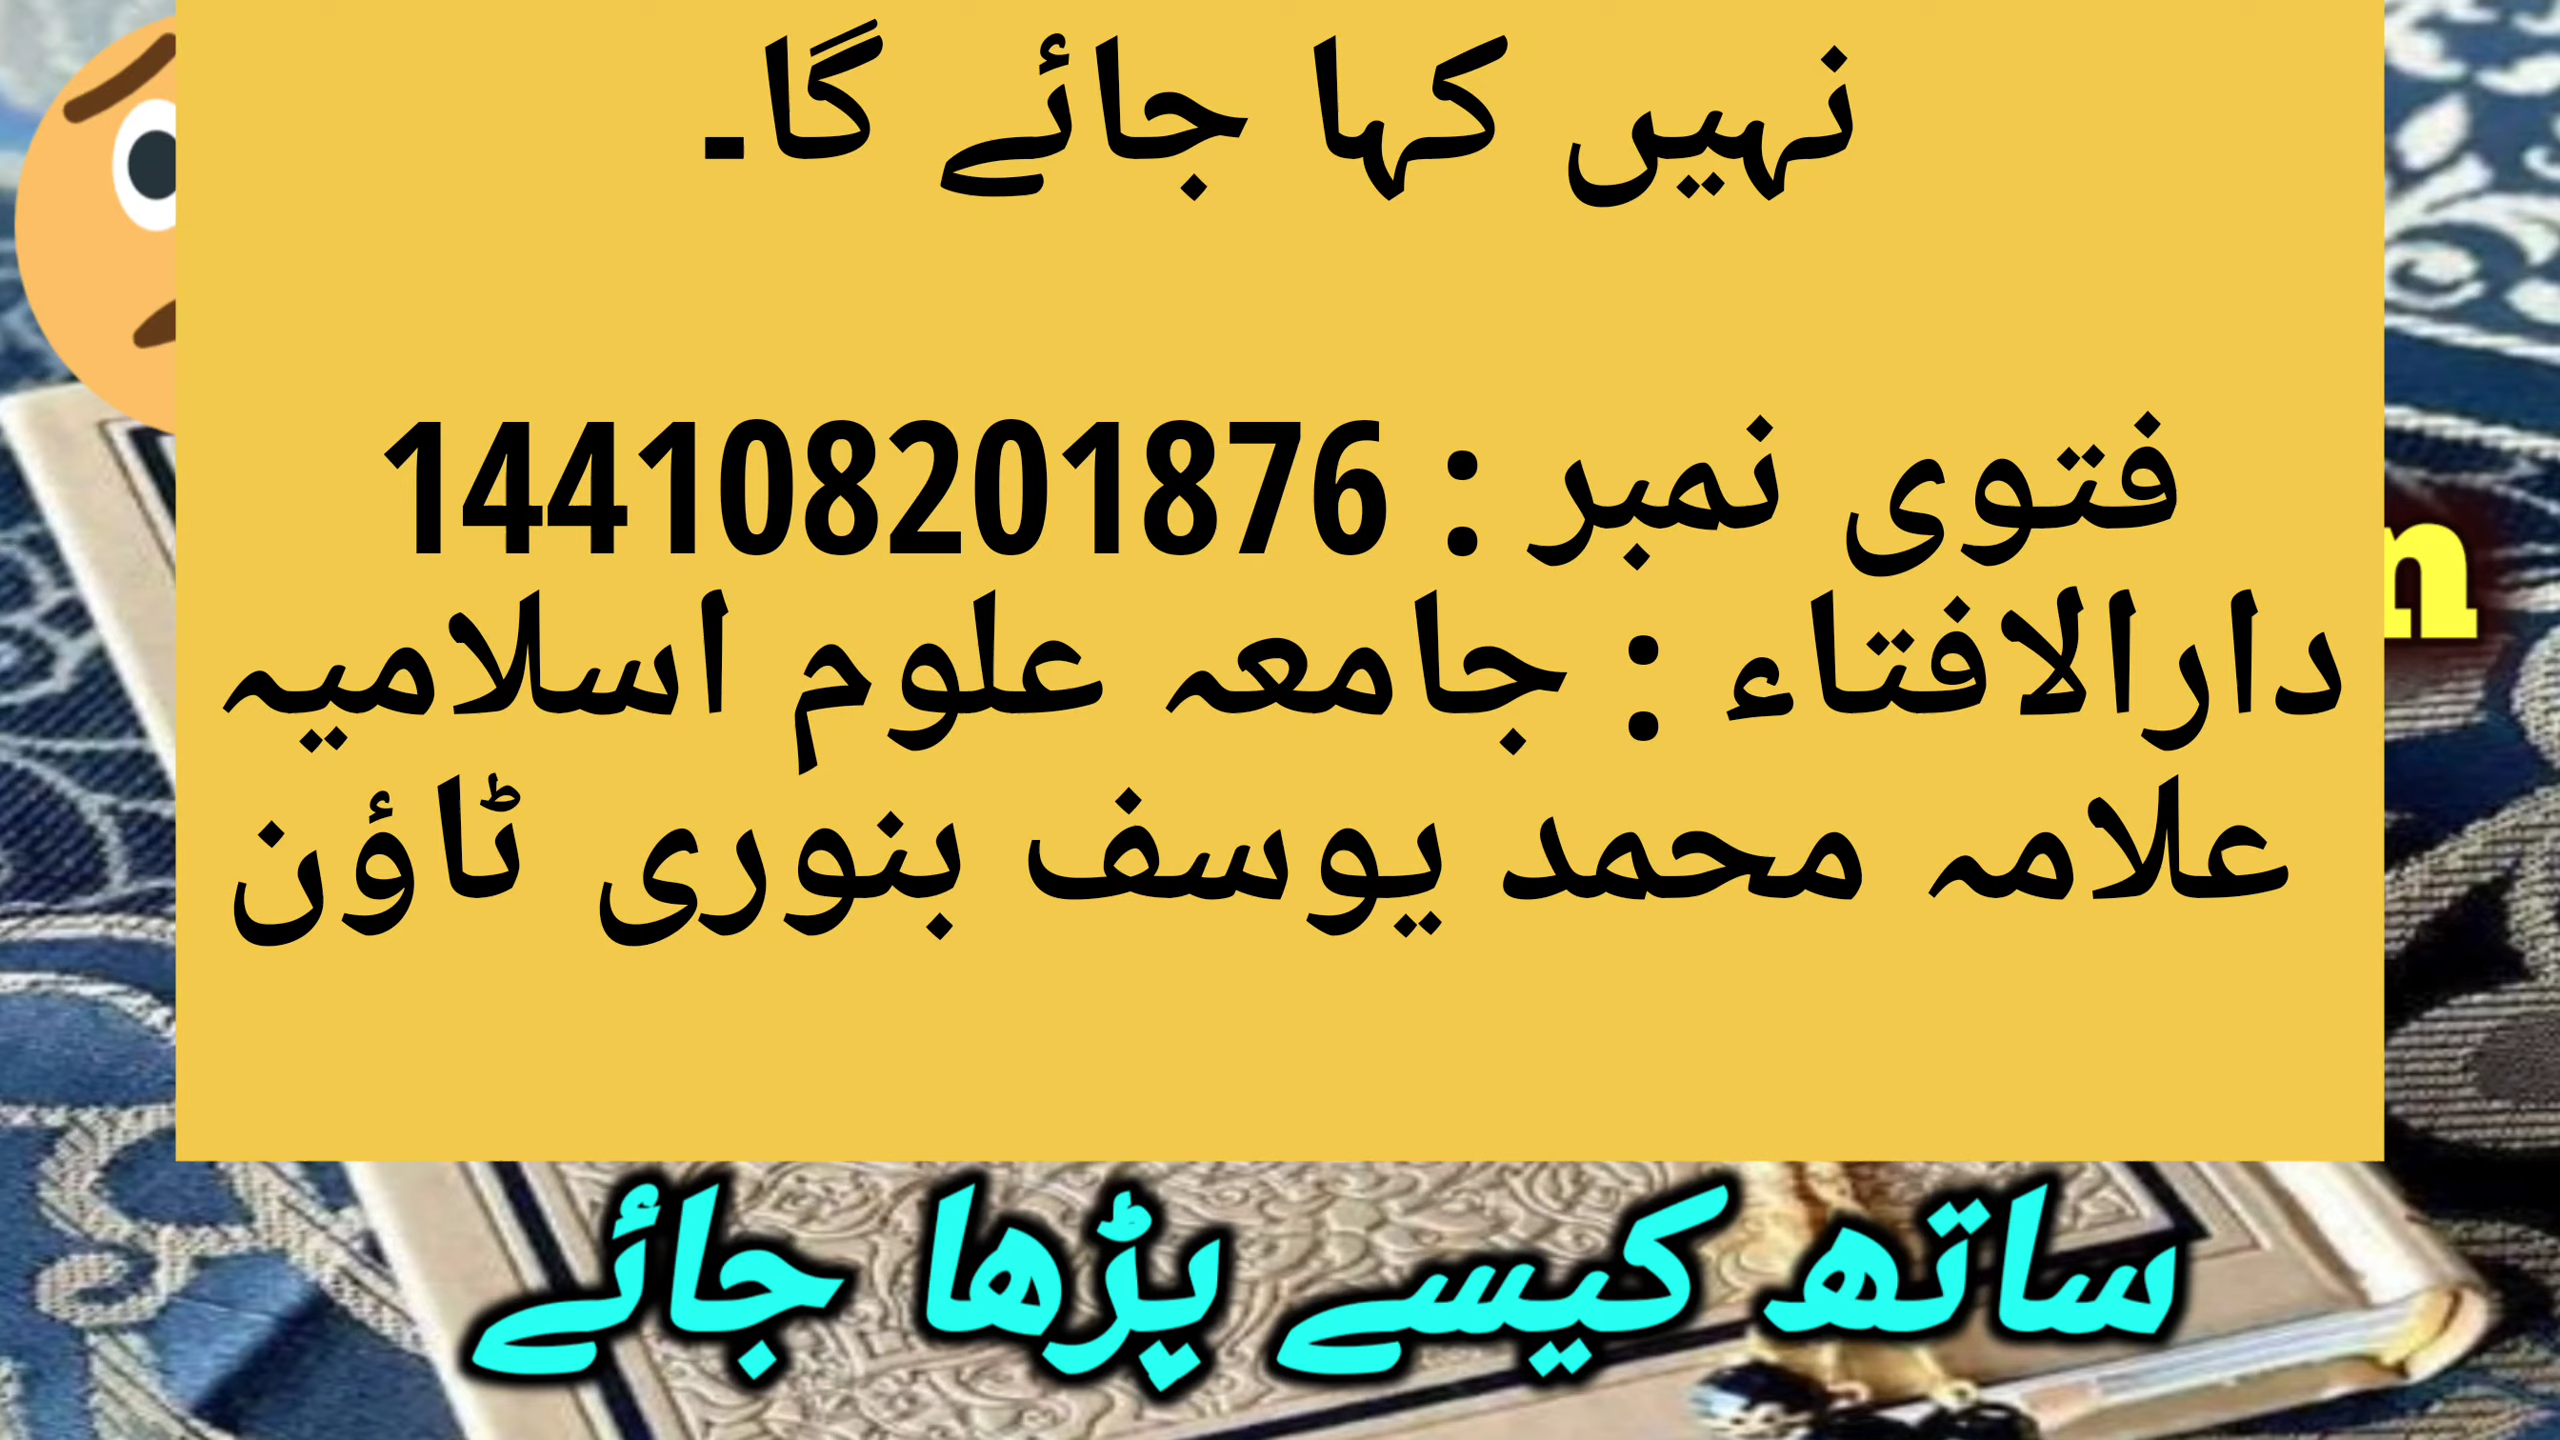 نہیں کہا جائے گا۔
فتوی نمبر : 144108201876
دارالافتاء : جامعہ علوم اسلامیہ
علامہ محمد یوسف بنوری ٹاؤن
n
ساتھ کیسے پڑھا جائے